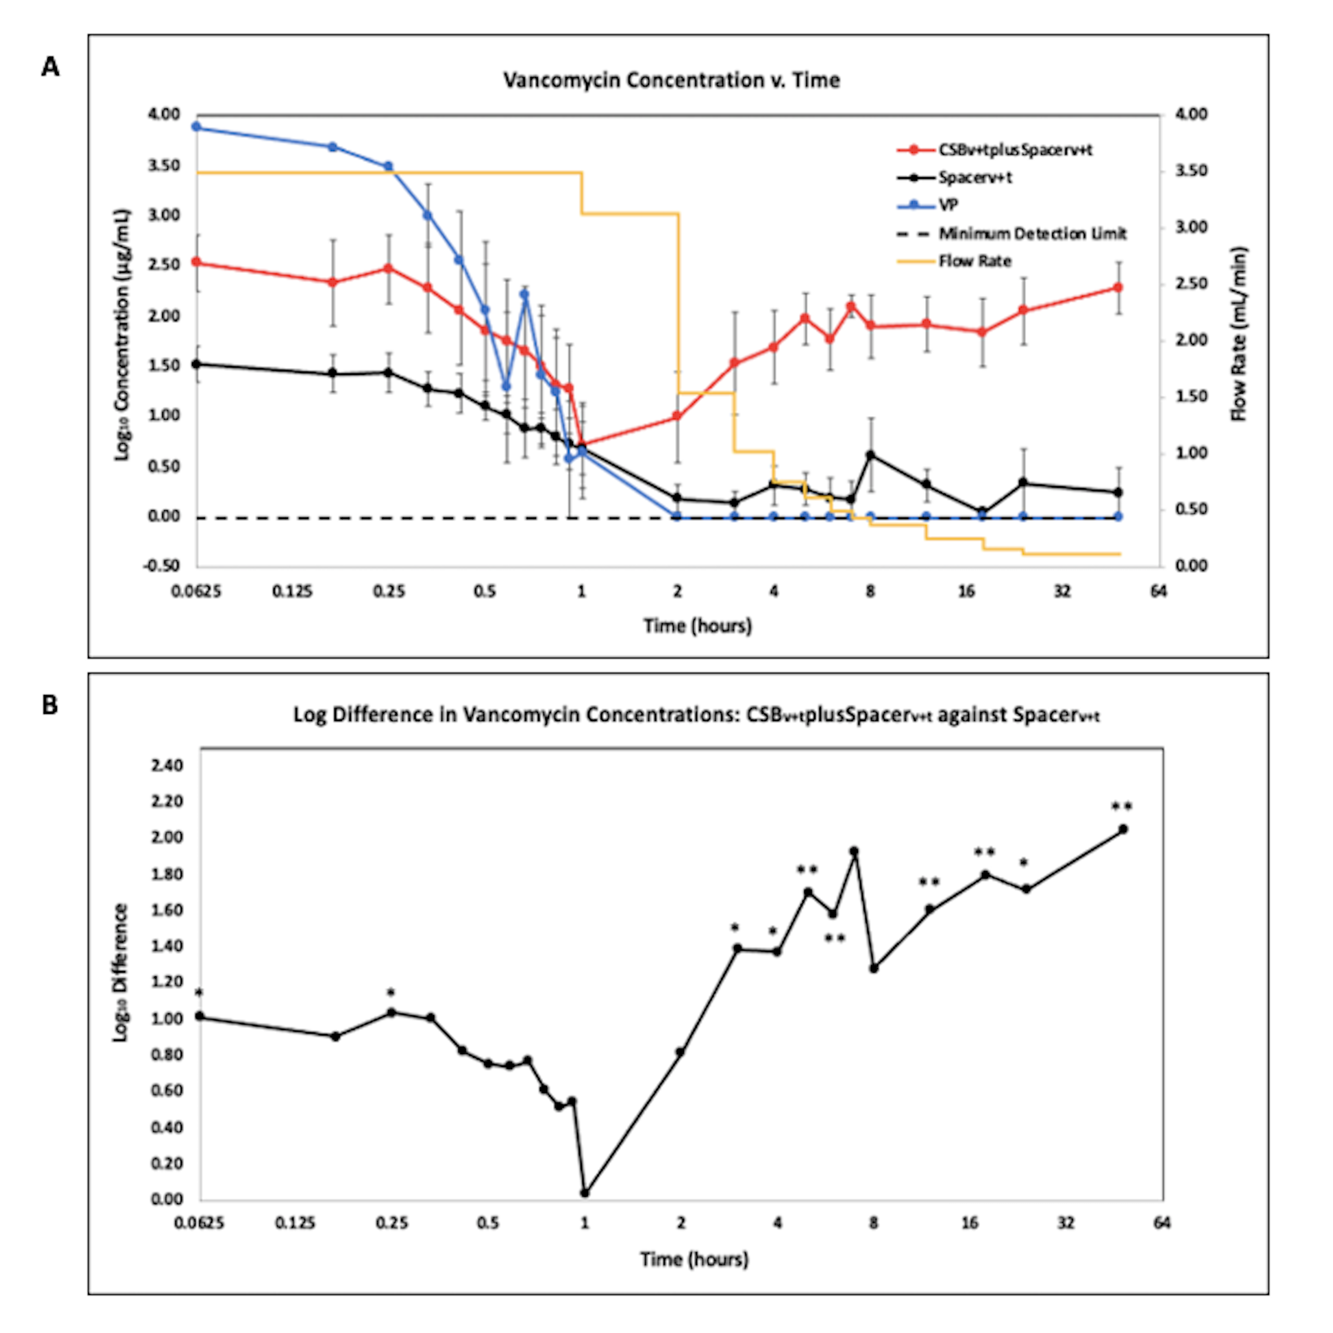 A
Vancomycin Concentration v. Time
4.00
3.50
3.00
2.50
2.00
1.50
1.00
0.50
0.00
-0.50
Log₁₀ Concentration (µg/mL)
CSBv+tplusSpacerv+t
Spacerv+t
VP
Minimum Detection Limit
Flow Rate
4.00
3.50
3.00
2.50
2.00
1.50
1.00
0.50
0.00
Flow Rate (mL/min)
0.0625 0.125 0.25 0.5 1 2 4 8 16 32 64
Time (hours)
B
Log Difference in Vancomycin Concentrations: CSBv+tplusSpacerv+t against Spacerv+t
2.40
2.20
2.00
1.80
1.60
1.40
1.20
1.00
0.80
0.60
0.40
0.20
0.00
Log₁₀ Difference
* * * * ** ** ** ** * **
0.0625 0.125 0.25 0.5 1 2 4 8 16 32 64
Time (hours)